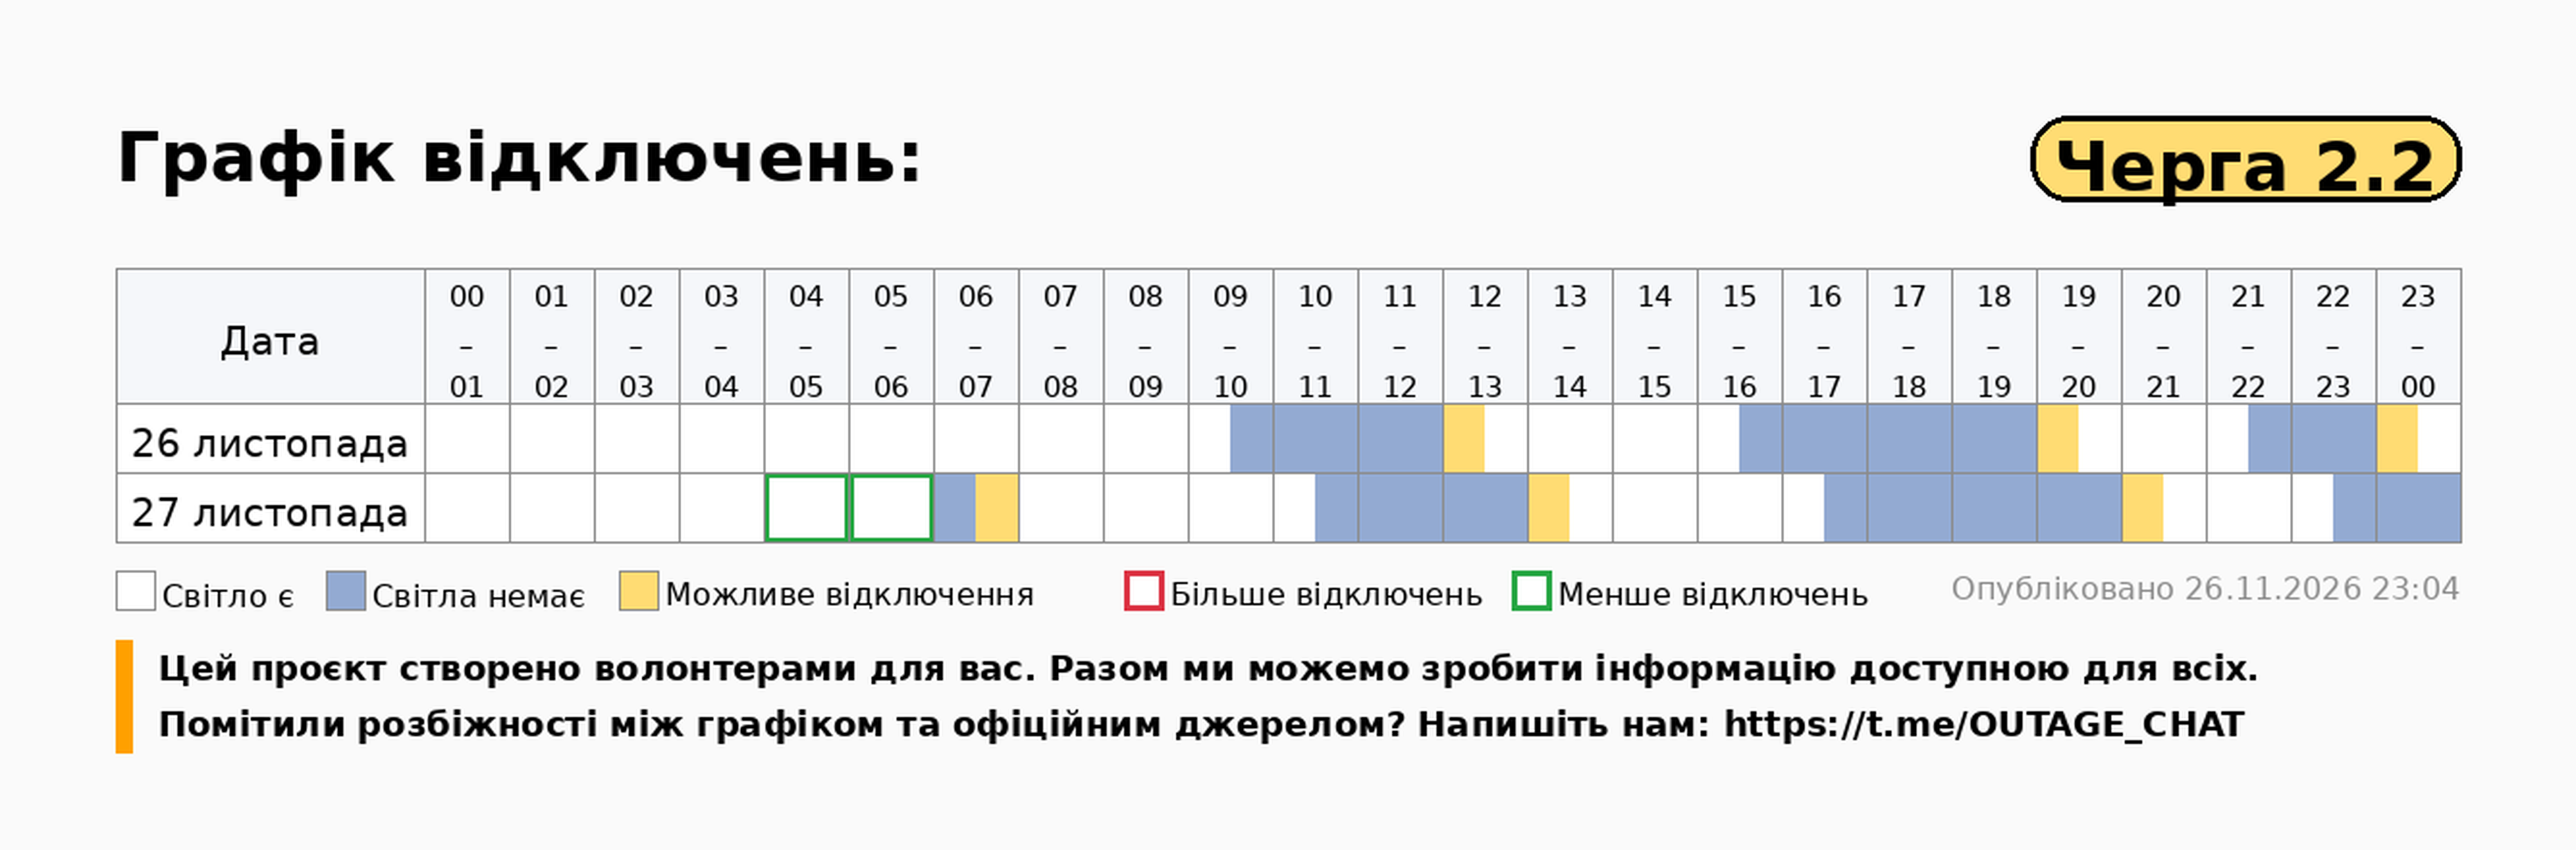 Графік відключень:
Черга 2.2
Дата
00 – 01
01 – 02
02 – 03
03 – 04
04 – 05
05 – 06
06 – 07
07 – 08
08 – 09
09 – 10
10 – 11
11 – 12
12 – 13
13 – 14
14 – 15
15 – 16
16 – 17
17 – 18
18 – 19
19 – 20
20 – 21
21 – 22
22 – 23
23 – 00
26 листопада
27 листопада
Світло є
Світла немає
Можливе відключення
Більше відключень
Менше відключень
Опубліковано 26.11.2026 23:04
Цей проєкт створено волонтерами для вас. Разом ми можемо зробити інформацію доступною для всіх.
Помітили розбіжності між графіком та офіційним джерелом? Напишіть нам: https://t.me/OUTAGE_CHAT